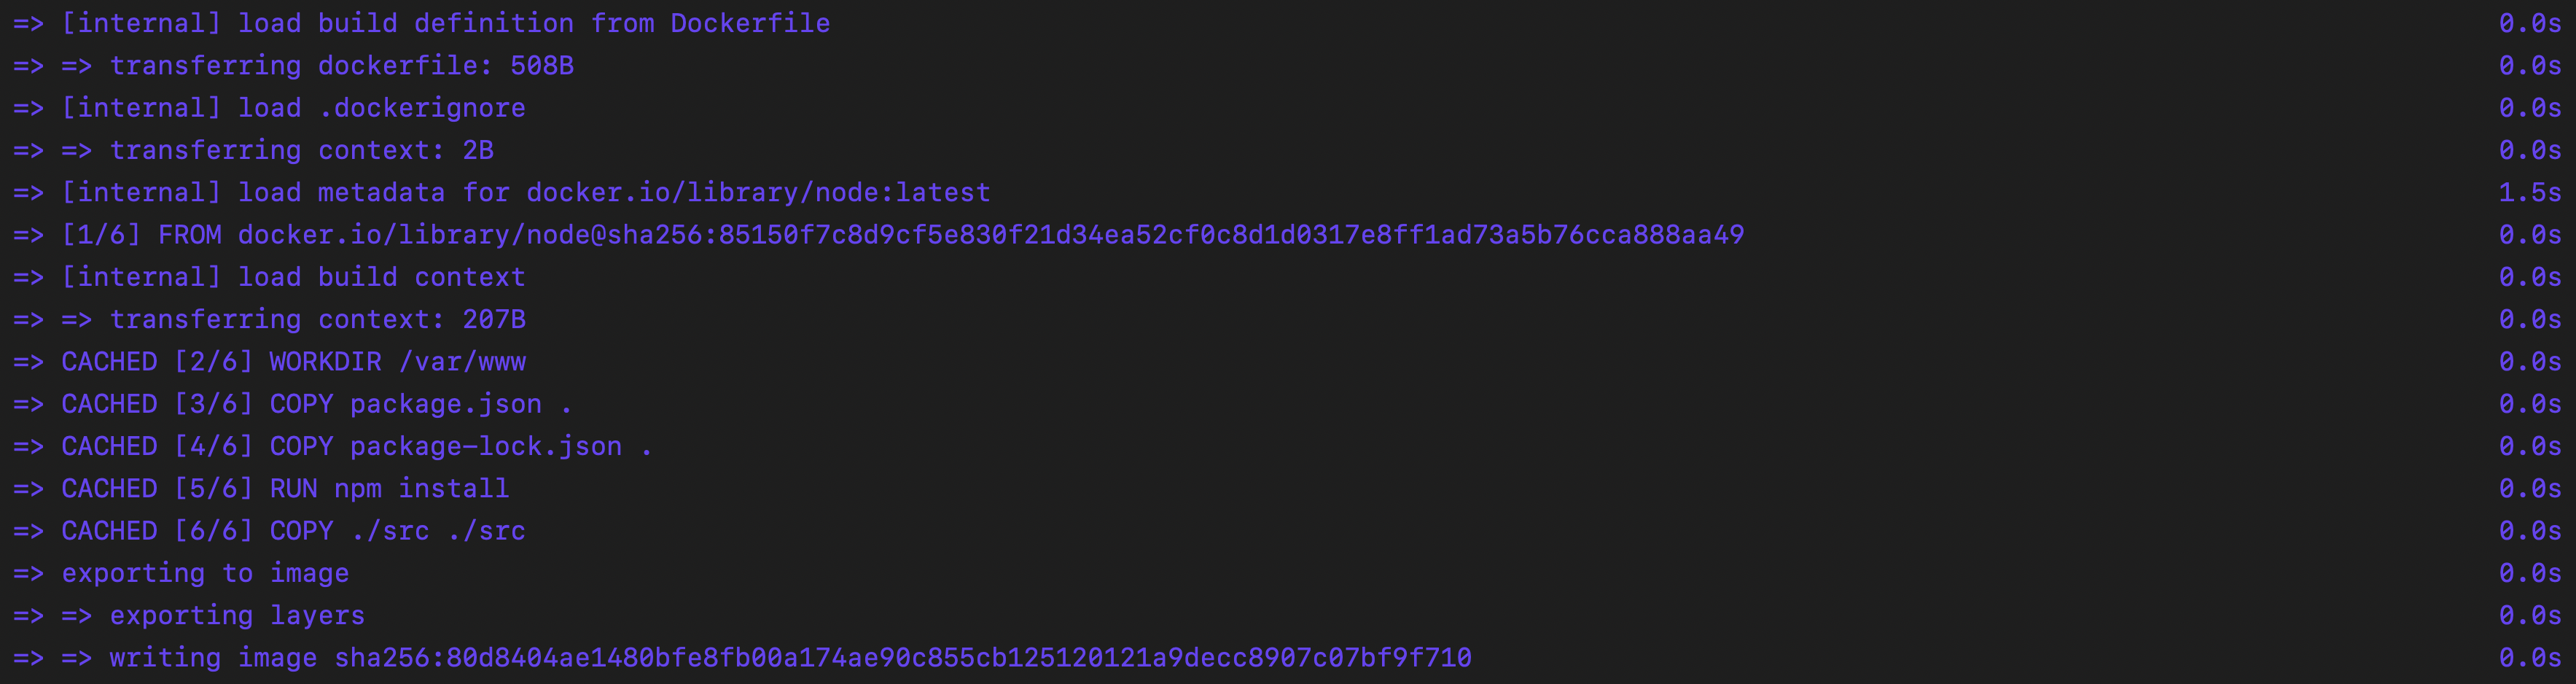 => [internal] load build definition from Dockerfile 0.0s
=> => transferring dockerfile: 508B 0.0s
=> [internal] load .dockerignore 0.0s
=> => transferring context: 2B 0.0s
=> [internal] load metadata for docker.io/library/node:latest 1.5s
=> [1/6] FROM docker.io/library/node@sha256:85150f7c8d9cf5e830f21d34ea52cf0c8d1d0317e8ff1ad73a5b76cca888aa49 0.0s
=> [internal] load build context 0.0s
=> => transferring context: 207B 0.0s
=> CACHED [2/6] WORKDIR /var/www 0.0s
=> CACHED [3/6] COPY package.json . 0.0s
=> CACHED [4/6] COPY package-lock.json . 0.0s
=> CACHED [5/6] RUN npm install 0.0s
=> CACHED [6/6] COPY ./src ./src 0.0s
=> exporting to image 0.0s
=> => exporting layers 0.0s
=> => writing image sha256:80d8404ae1480bfe8fb00a174ae90c855cb125120121a9decc8907c07bf9f710 0.0s